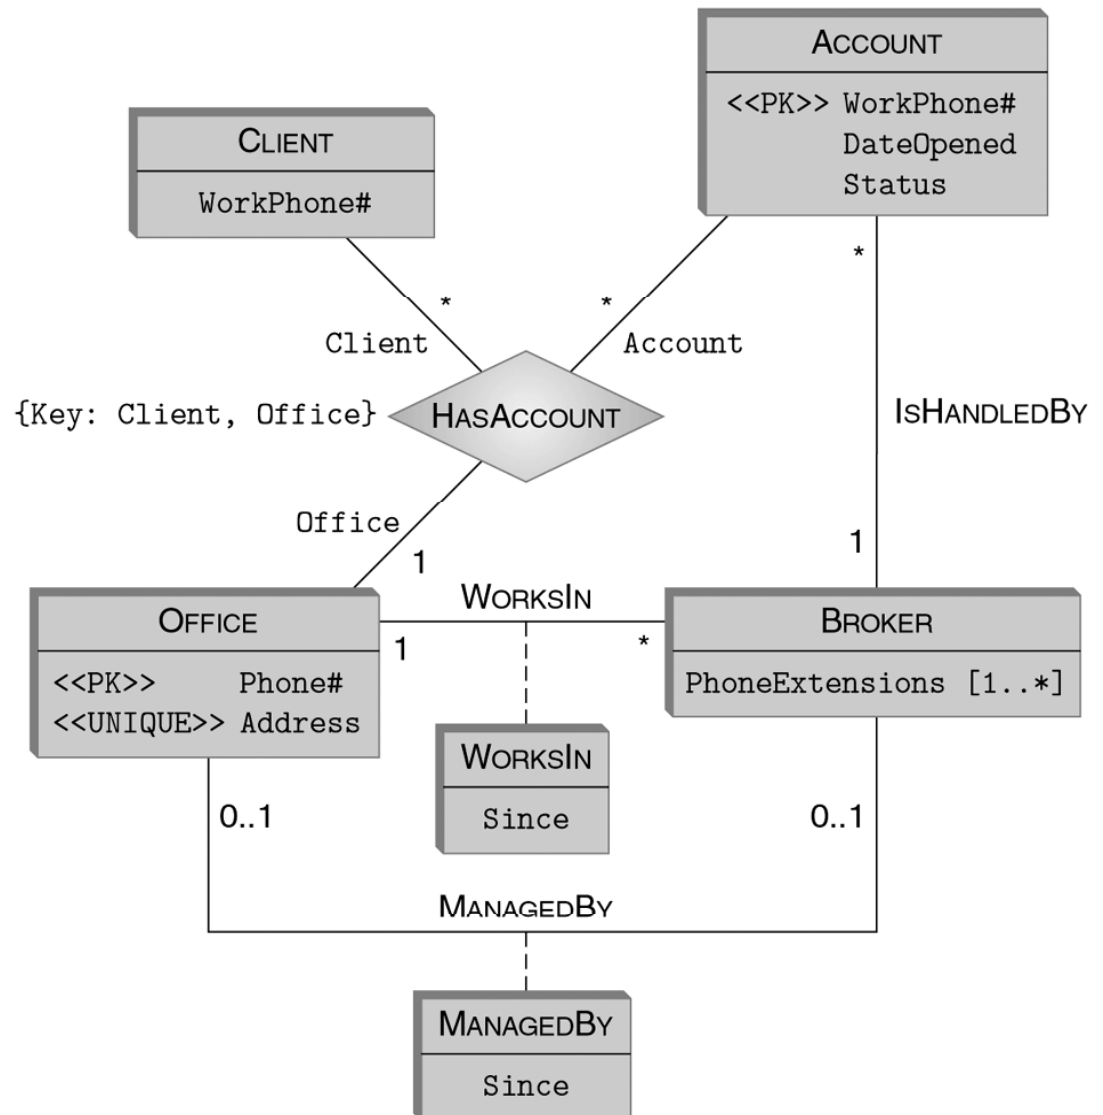 ACCOUNT
<<PK>> WorkPhone#
DateOpened
Status
CLIENT
WorkPhone#
*
*
*
Client
Account
{Key: Client, Office}
HASACCOUNT
ISHANDLEDBY
Office
1
1
WORKSIN
1
*
OFFICE
<<PK>> Phone#
<<UNIQUE>> Address
BROKER
PhoneExtensions [1..*]
WORKSIN
Since
0..1
0..1
MANAGEDBY
MANAGEDBY
Since